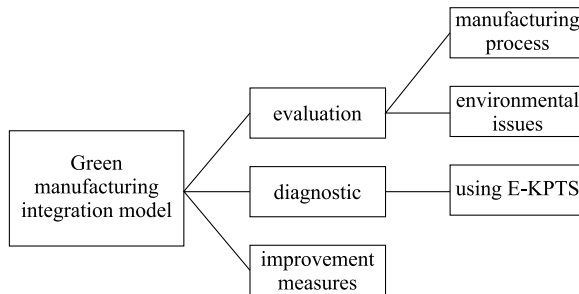 manufacturing
process
evaluation
environmental
issues
Green
manufacturing
integration model
diagnostic
using E-KPTS
improvement
measures